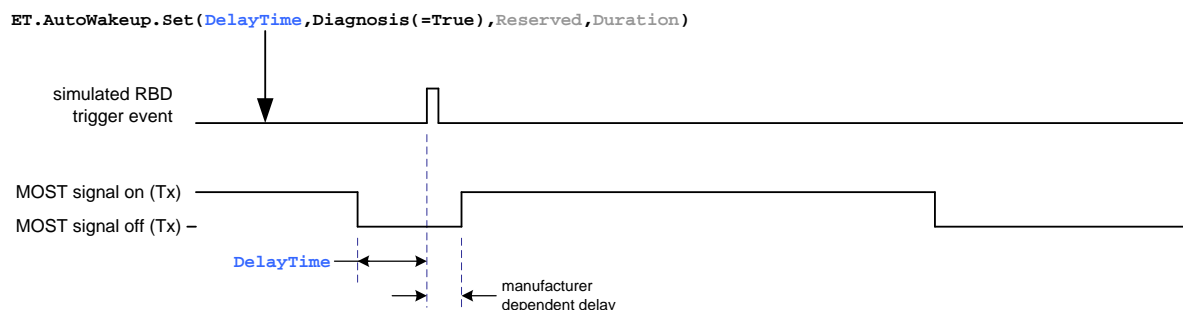 ET.AutoWakeup.Set(DelayTime,Diagnosis(=True),Reserved,Duration)
simulated RBD
trigger event
MOST signal on (Tx)
MOST signal off (Tx)
DelayTime
manufacturer
dependent delay